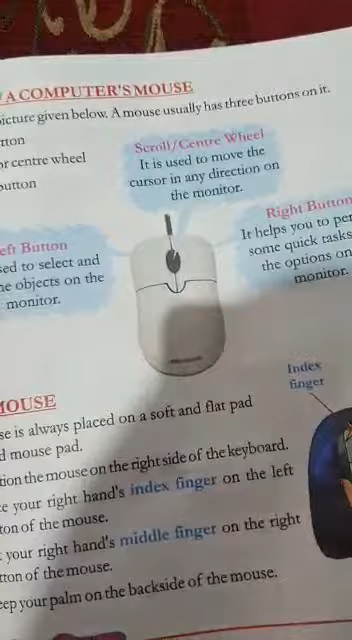 A COMPUTER'S MOUSE
picture given below. A mouse usually has three buttons on it.
or centre wheel
Scroll/Centre Wheel
It is used to move the
cursor in any direction on
the monitor.
Left Button
sed to select and
objects on the
monitor.
Right Button
It helps you to per
some quick tasks
the options on
monitor.
MOUSE
se is always placed on a soft and flat pad
d mouse pad.
tion the mouse on the right side of the keyboard.
e your right hand's index finger on the left
ton of the mouse.
your right hand's middle finger on the right
tton of the mouse.
eep your palm on the backside of the mouse.
Index
finger